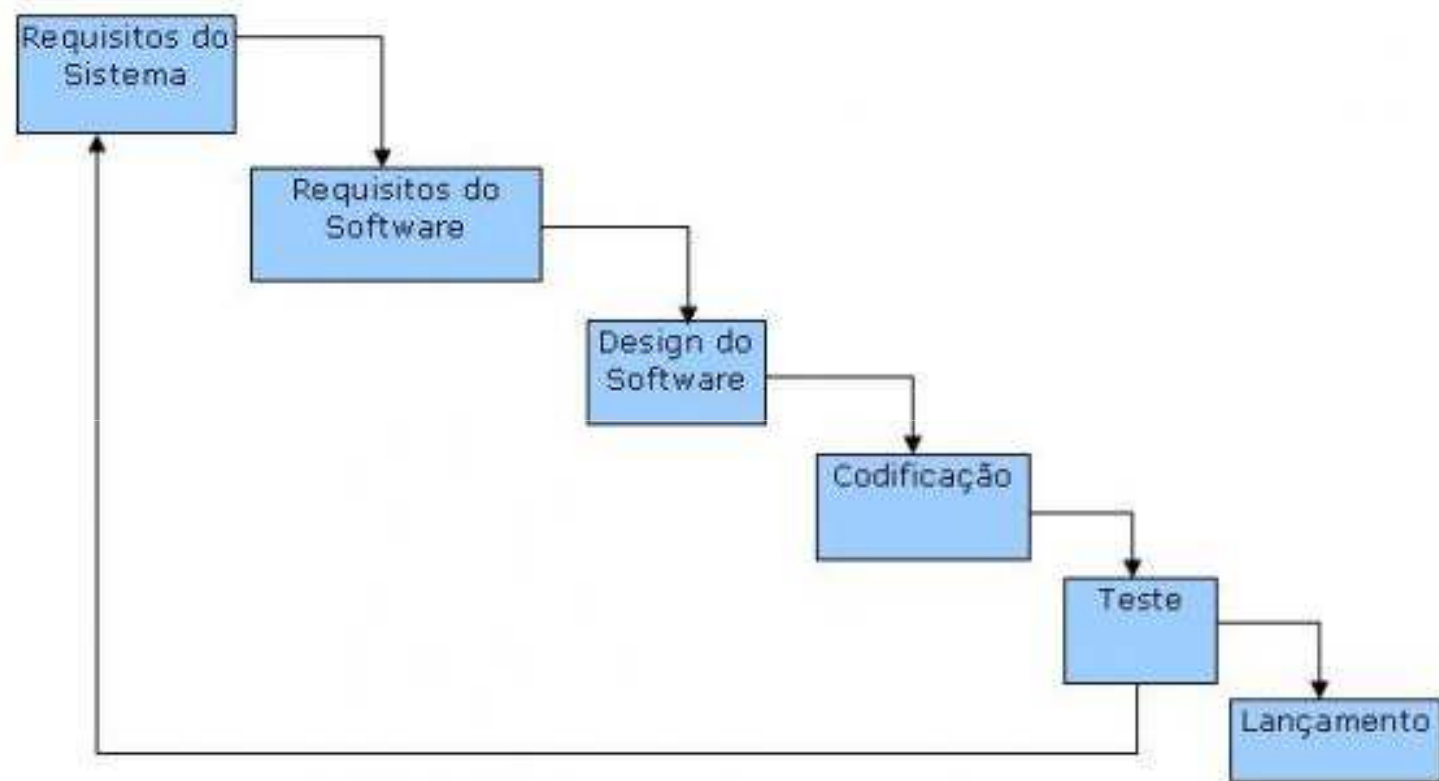 Requisitos do
Sistema
Requisitos do
Software
Design do
Software
Codificação
Teste
Lançamento